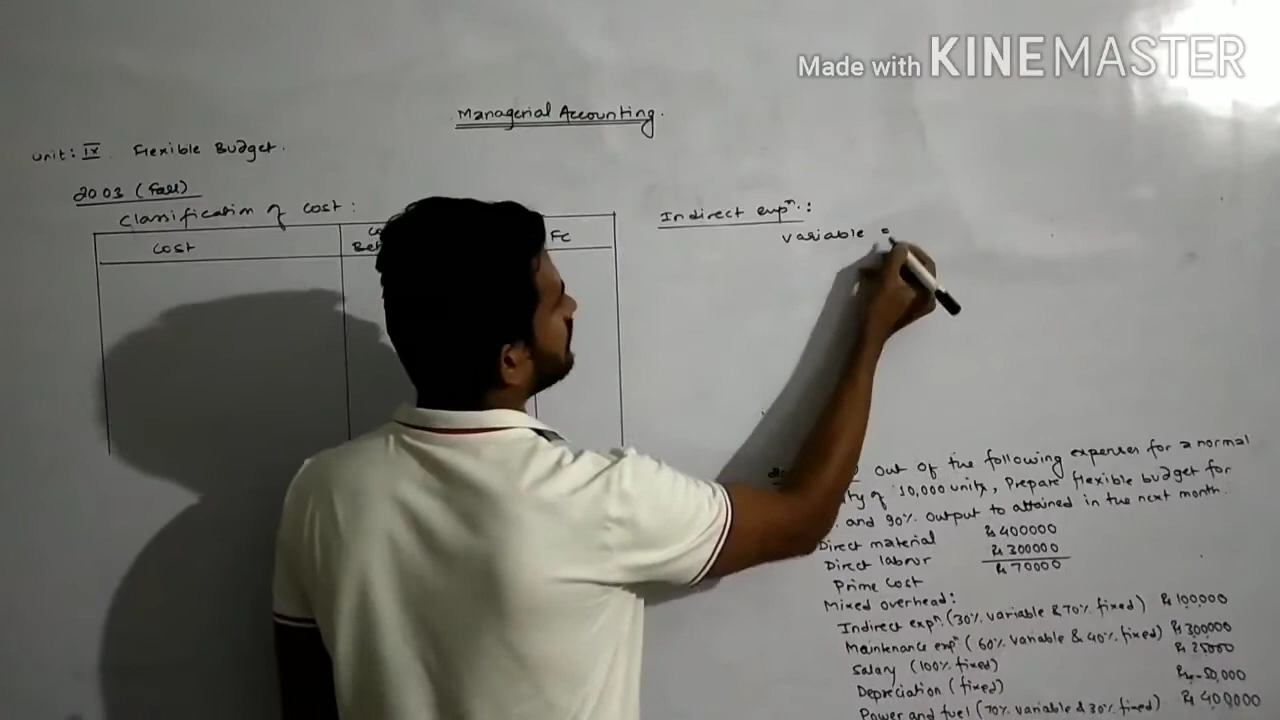 Made with KINEMASTER
Managerial Accounting.
Unit: IX Flexible Budget.
2003 (Fall)
Classification of cost:
Cost
FC
Indirect expⁿ.:
Variable =
out of the following expenses for a normal
of 10,000 units, Prepare flexible budget for
and 90% output to attained in the next month.
Direct material Rs 400000
Direct labour Rs 300000
Prime Cost Rs 70000
Mixed overhead:
Indirect expⁿ (30% variable & 70% fixed) Rs 100000
Maintenance expⁿ (60% variable & 40% fixed) Rs 300000
Salary (100% fixed) Rs 25000
Depreciation (fixed) Rs 50,000
Power and fuel (70% variable & 30% fixed) Rs 400000